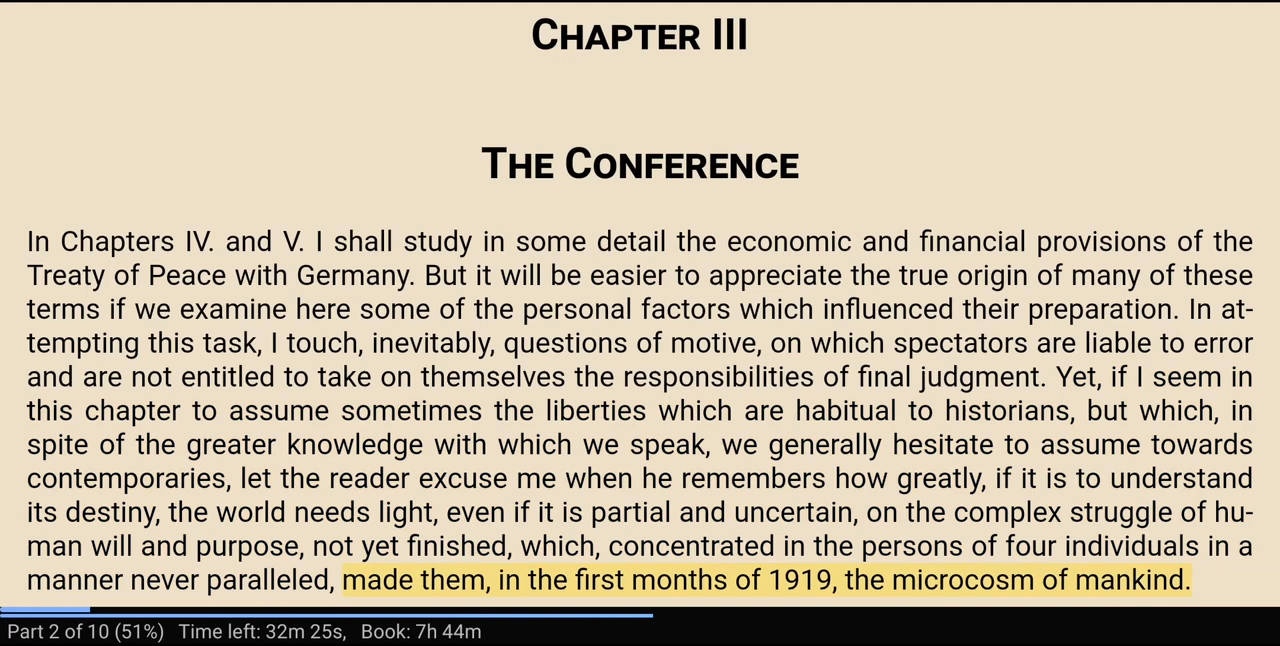 CHAPTER III
THE CONFERENCE
In Chapters IV. and V. I shall study in some detail the economic and financial provisions of the
Treaty of Peace with Germany. But it will be easier to appreciate the true origin of many of these
terms if we examine here some of the personal factors which influenced their preparation. In at-
tempting this task, I touch, inevitably, questions of motive, on which spectators are liable to error
and are not entitled to take on themselves the responsibilities of final judgment. Yet, if I seem in
this chapter to assume sometimes the liberties which are habitual to historians, but which, in
spite of the greater knowledge with which we speak, we generally hesitate to assume towards
contemporaries, let the reader excuse me when he remembers how greatly, if it is to understand
its destiny, the world needs light, even if it is partial and uncertain, on the complex struggle of hu-
man will and purpose, not yet finished, which, concentrated in the persons of four individuals in a
manner never paralleled, made them, in the first months of 1919, the microcosm of mankind.
Part 2 of 10 (51%) Time left: 32m 25s, Book: 7h 44m